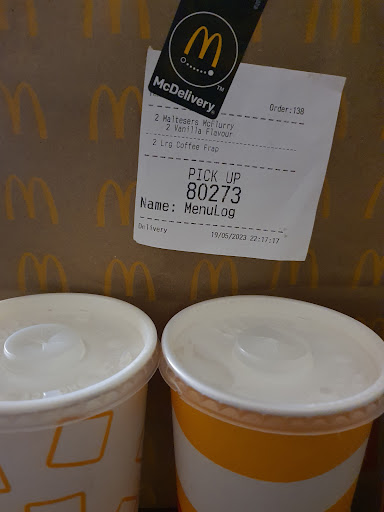 McDelivery
TM
Order:138
2 Maltesers McFlurry
2 Vanilla Flavour
2 Lrg Coffee Frap
PICK UP
80273
Name: MenuLog
Delivery 19/05/2023 22:17:17